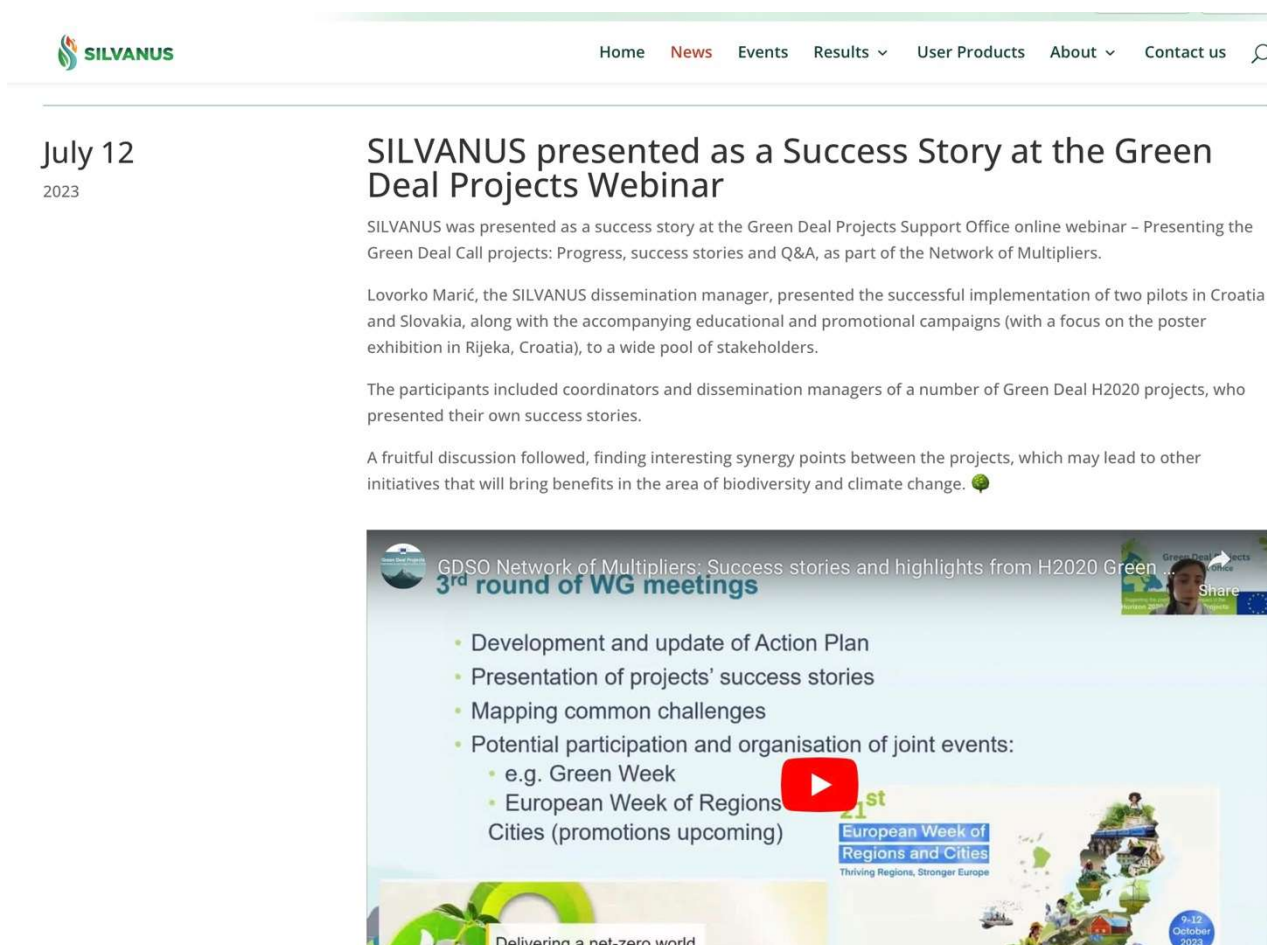 SILVANUS
Home News Events Results User Products About Contact us
July 12
2023
SILVANUS presented as a Success Story at the Green
Deal Projects Webinar
SILVANUS was presented as a success story at the Green Deal Projects Support Office online webinar – Presenting the
Green Deal Call projects: Progress, success stories and Q&A, as part of the Network of Multipliers.
Lovorko Marić, the SILVANUS dissemination manager, presented the successful implementation of two pilots in Croatia
and Slovakia, along with the accompanying educational and promotional campaigns (with a focus on the poster
exhibition in Rijeka, Croatia), to a wide pool of stakeholders.
The participants included coordinators and dissemination managers of a number of Green Deal H2020 projects, who
presented their own success stories.
A fruitful discussion followed, finding interesting synergy points between the projects, which may lead to other
initiatives that will bring benefits in the area of biodiversity and climate change.
GDSO Network of Multipliers: Success stories and highlights from H2020 Green ...
Share
3rd round of WG meetings
• Development and update of Action Plan
• Presentation of projects' success stories
• Mapping common challenges
• Potential participation and organisation of joint events:
• e.g. Green Week
• European Week of Regions
Cities (promotions upcoming)
21st
European Week of
Regions and Cities
Thriving Regions, Stronger Europe
9-12
October
2023
Delivering a net-zero world